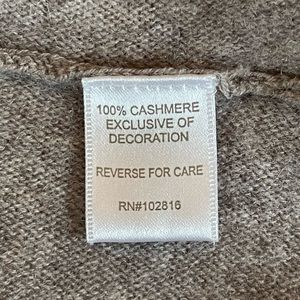 100% CASHMERE
EXCLUSIVE OF
DECORATION
REVERSE FOR CARE
RN#102816